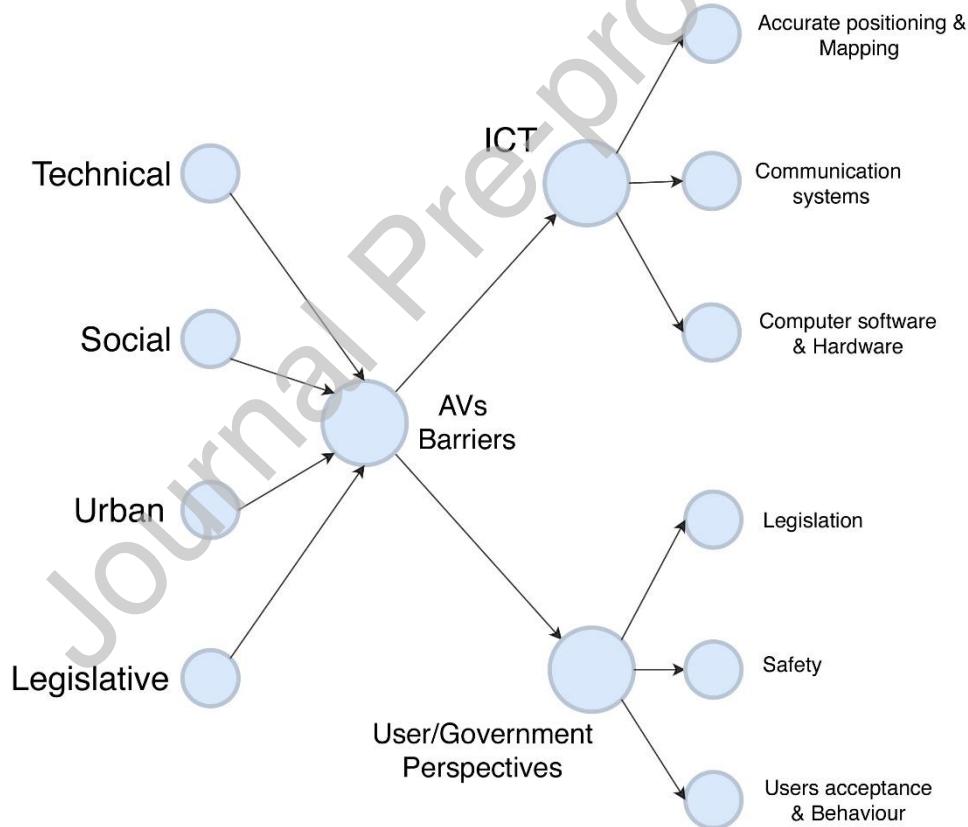 Accurate positioning &
Mapping
ICT
Technical
Communication
systems
Social
Computer software
& Hardware
AVs
Barriers
Urban
Legislation
Legislative
Safety
User/Government
Perspectives
Users acceptance
& Behaviour
Journal Pre-pro